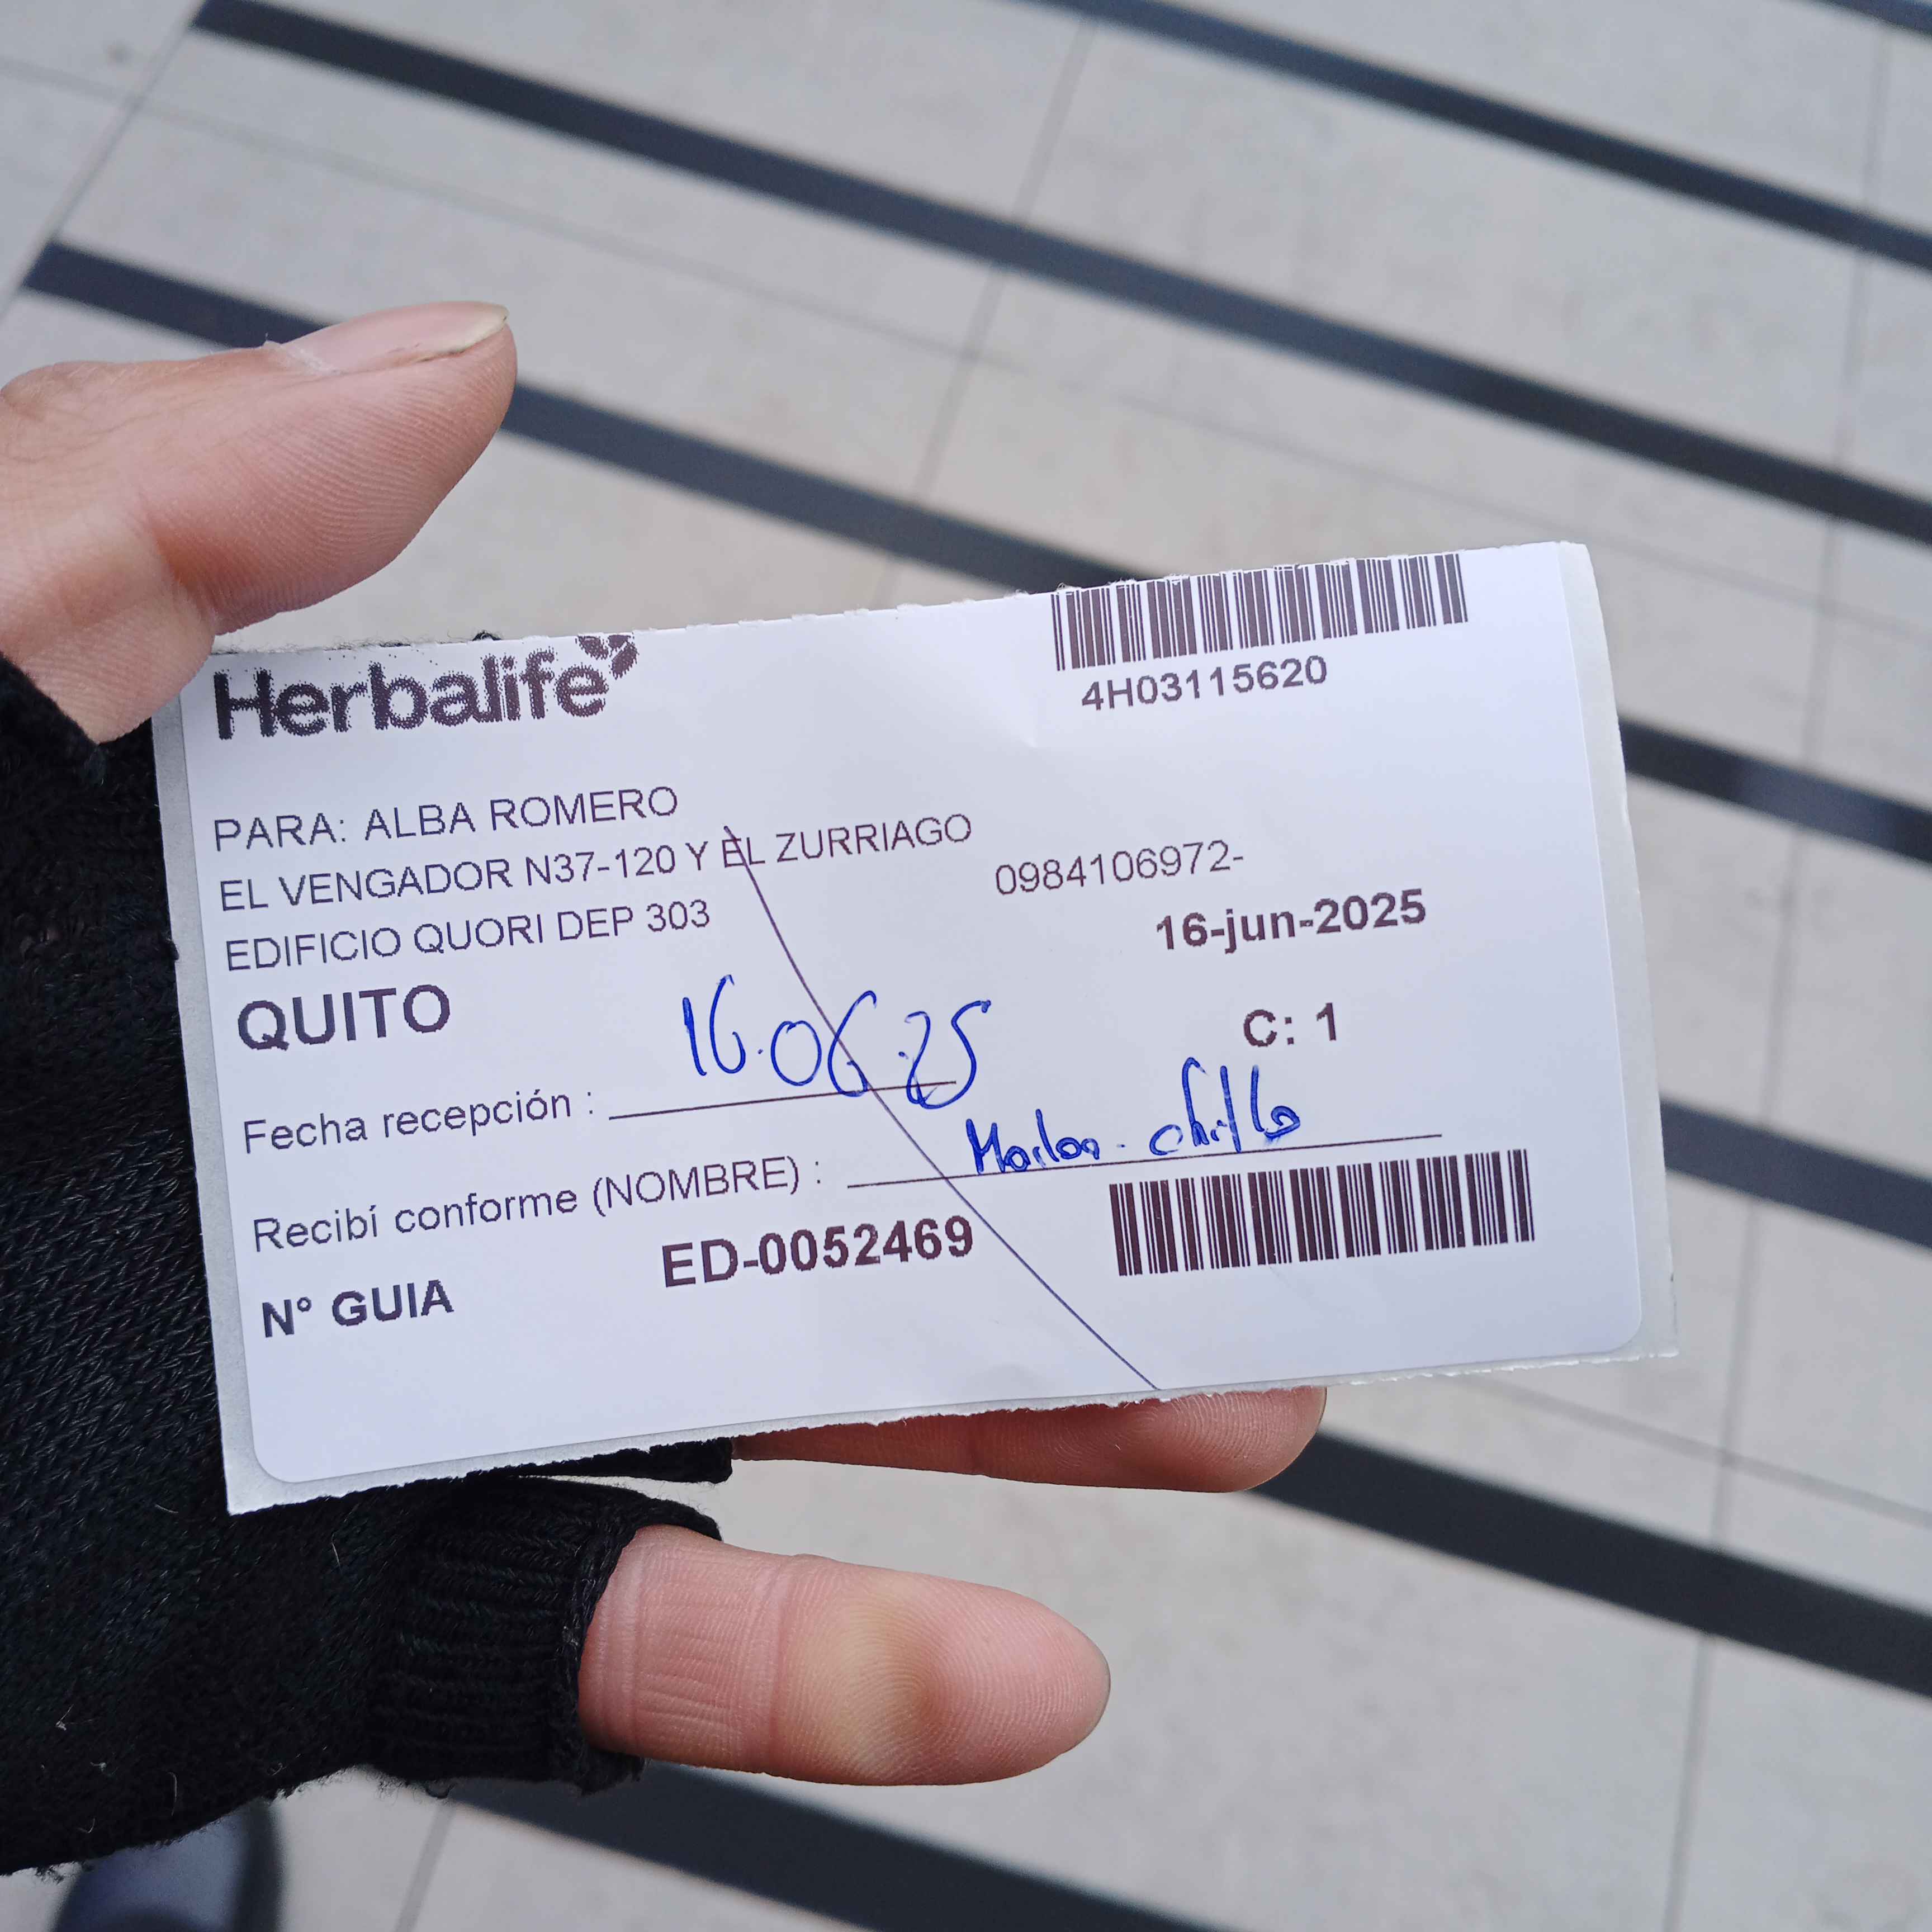 Herbalife
4H03115620
PARA: ALBA ROMERO
EL VENGADOR N37-120 Y EL ZURRIAGO
EDIFICIO QUORI DEP 303
0984106972-
16-jun-2025
QUITO
C: 1
Fecha recepción : 16.06.25
Recibí conforme (NOMBRE) :
N° GUIA ED-0052469